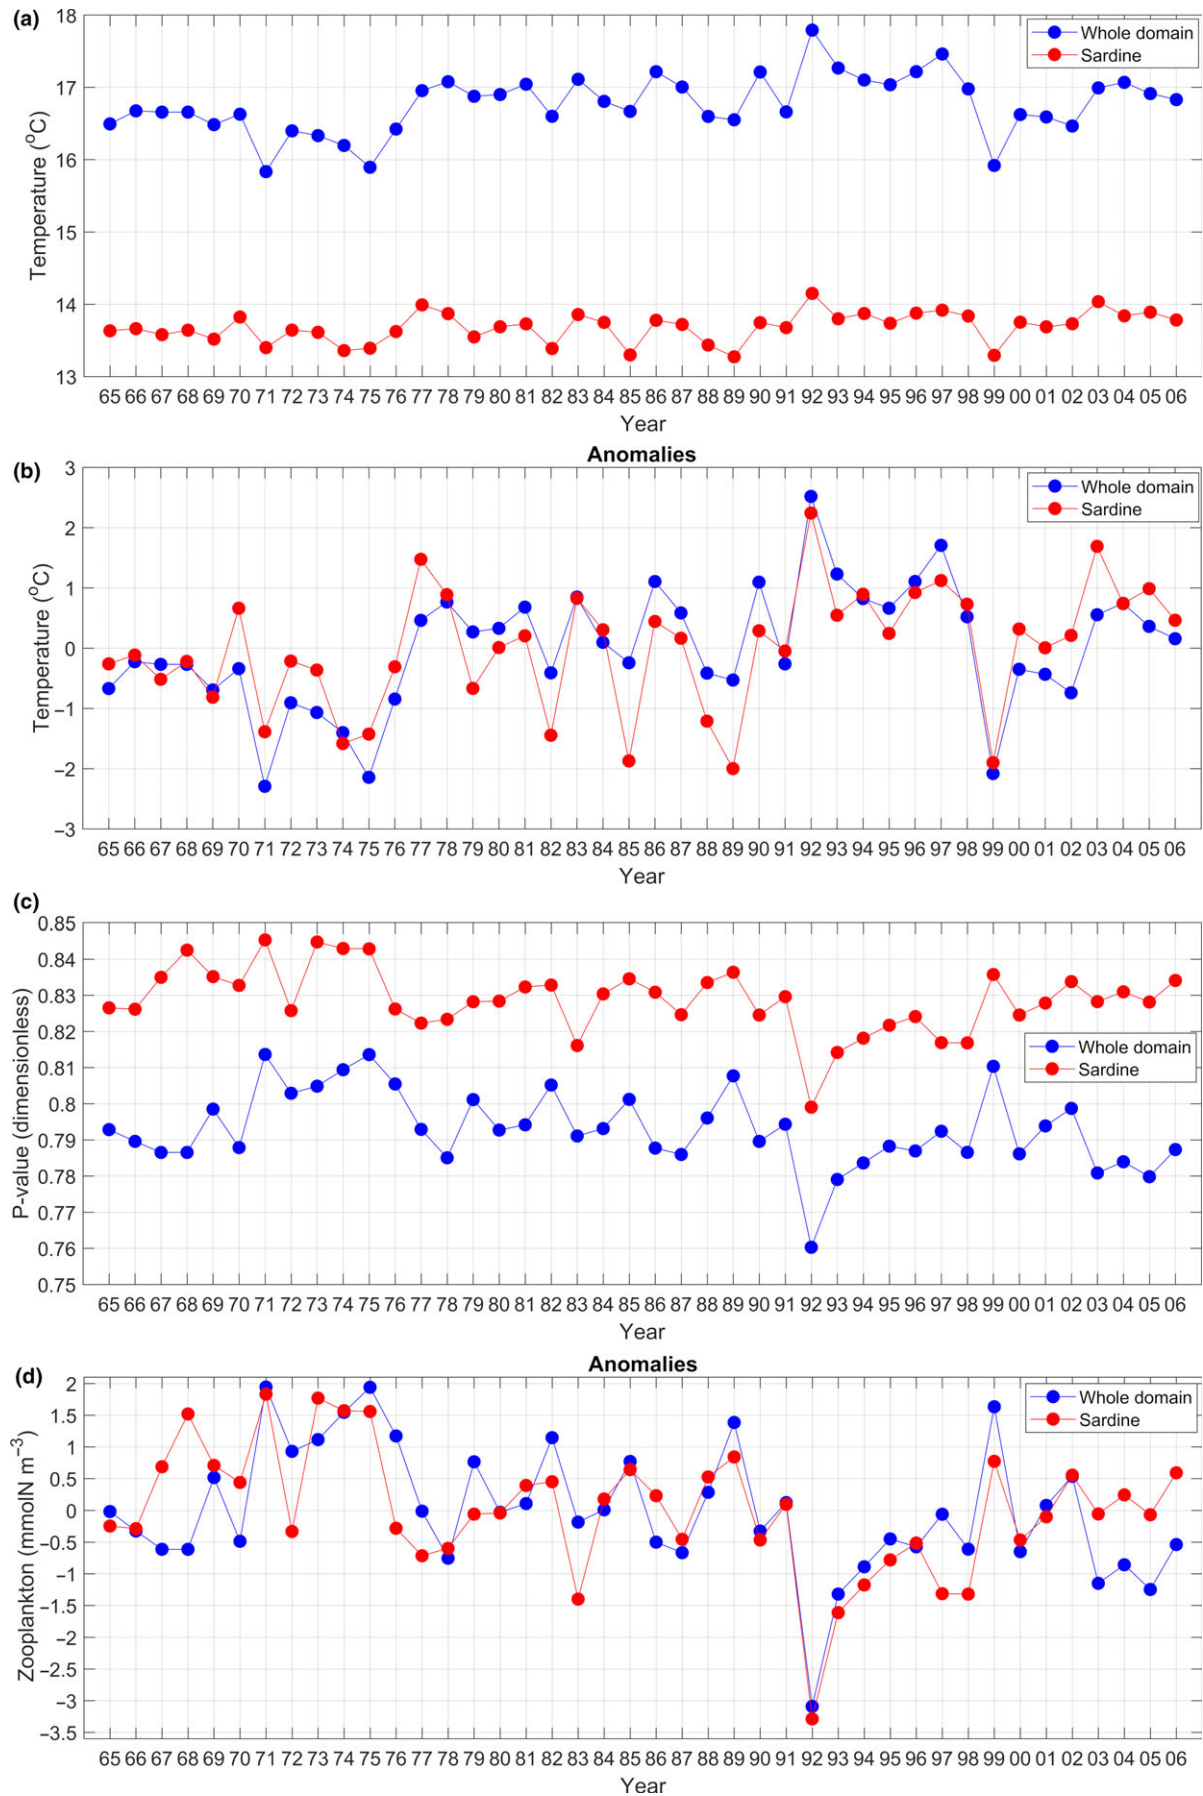 (a)
18
17
16
15
14
13
Temperature (°C)
Whole domain
Sardine
65 66 67 68 69 70 71 72 73 74 75 76 77 78 79 80 81 82 83 84 85 86 87 88 89 90 91 92 93 94 95 96 97 98 99 00 01 02 03 04 05 06
Year
Anomalies
(b)
3
2
1
0
−1
−2
−3
Temperature (°C)
Whole domain
Sardine
65 66 67 68 69 70 71 72 73 74 75 76 77 78 79 80 81 82 83 84 85 86 87 88 89 90 91 92 93 94 95 96 97 98 99 00 01 02 03 04 05 06
Year
(c)
0.85
0.84
0.83
0.82
0.81
0.8
0.79
0.78
0.77
0.76
0.75
P-value (dimensionless)
Whole domain
Sardine
65 66 67 68 69 70 71 72 73 74 75 76 77 78 79 80 81 82 83 84 85 86 87 88 89 90 91 92 93 94 95 96 97 98 99 00 01 02 03 04 05 06
Year
Anomalies
(d)
2
1.5
1
0.5
0
−0.5
−1
−1.5
−2
−2.5
−3
−3.5
Zooplankton (mmolN m⁻³)
Whole domain
Sardine
65 66 67 68 69 70 71 72 73 74 75 76 77 78 79 80 81 82 83 84 85 86 87 88 89 90 91 92 93 94 95 96 97 98 99 00 01 02 03 04 05 06
Year